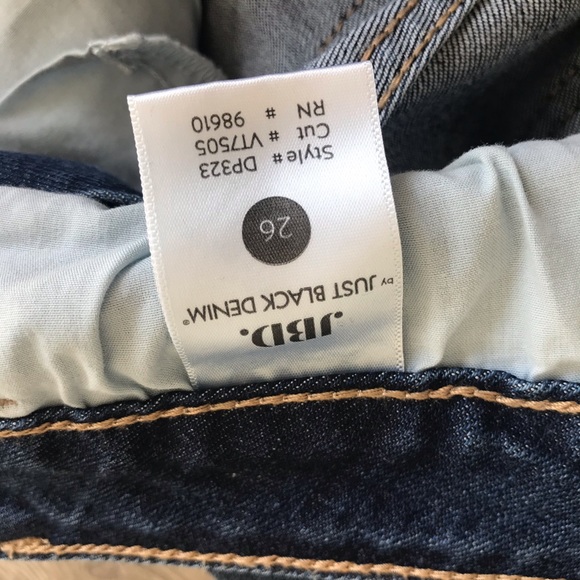 JBD.
by JUST BLACK DENIM®
26
Style# DP323
Cut # VT7505
RN # 98610